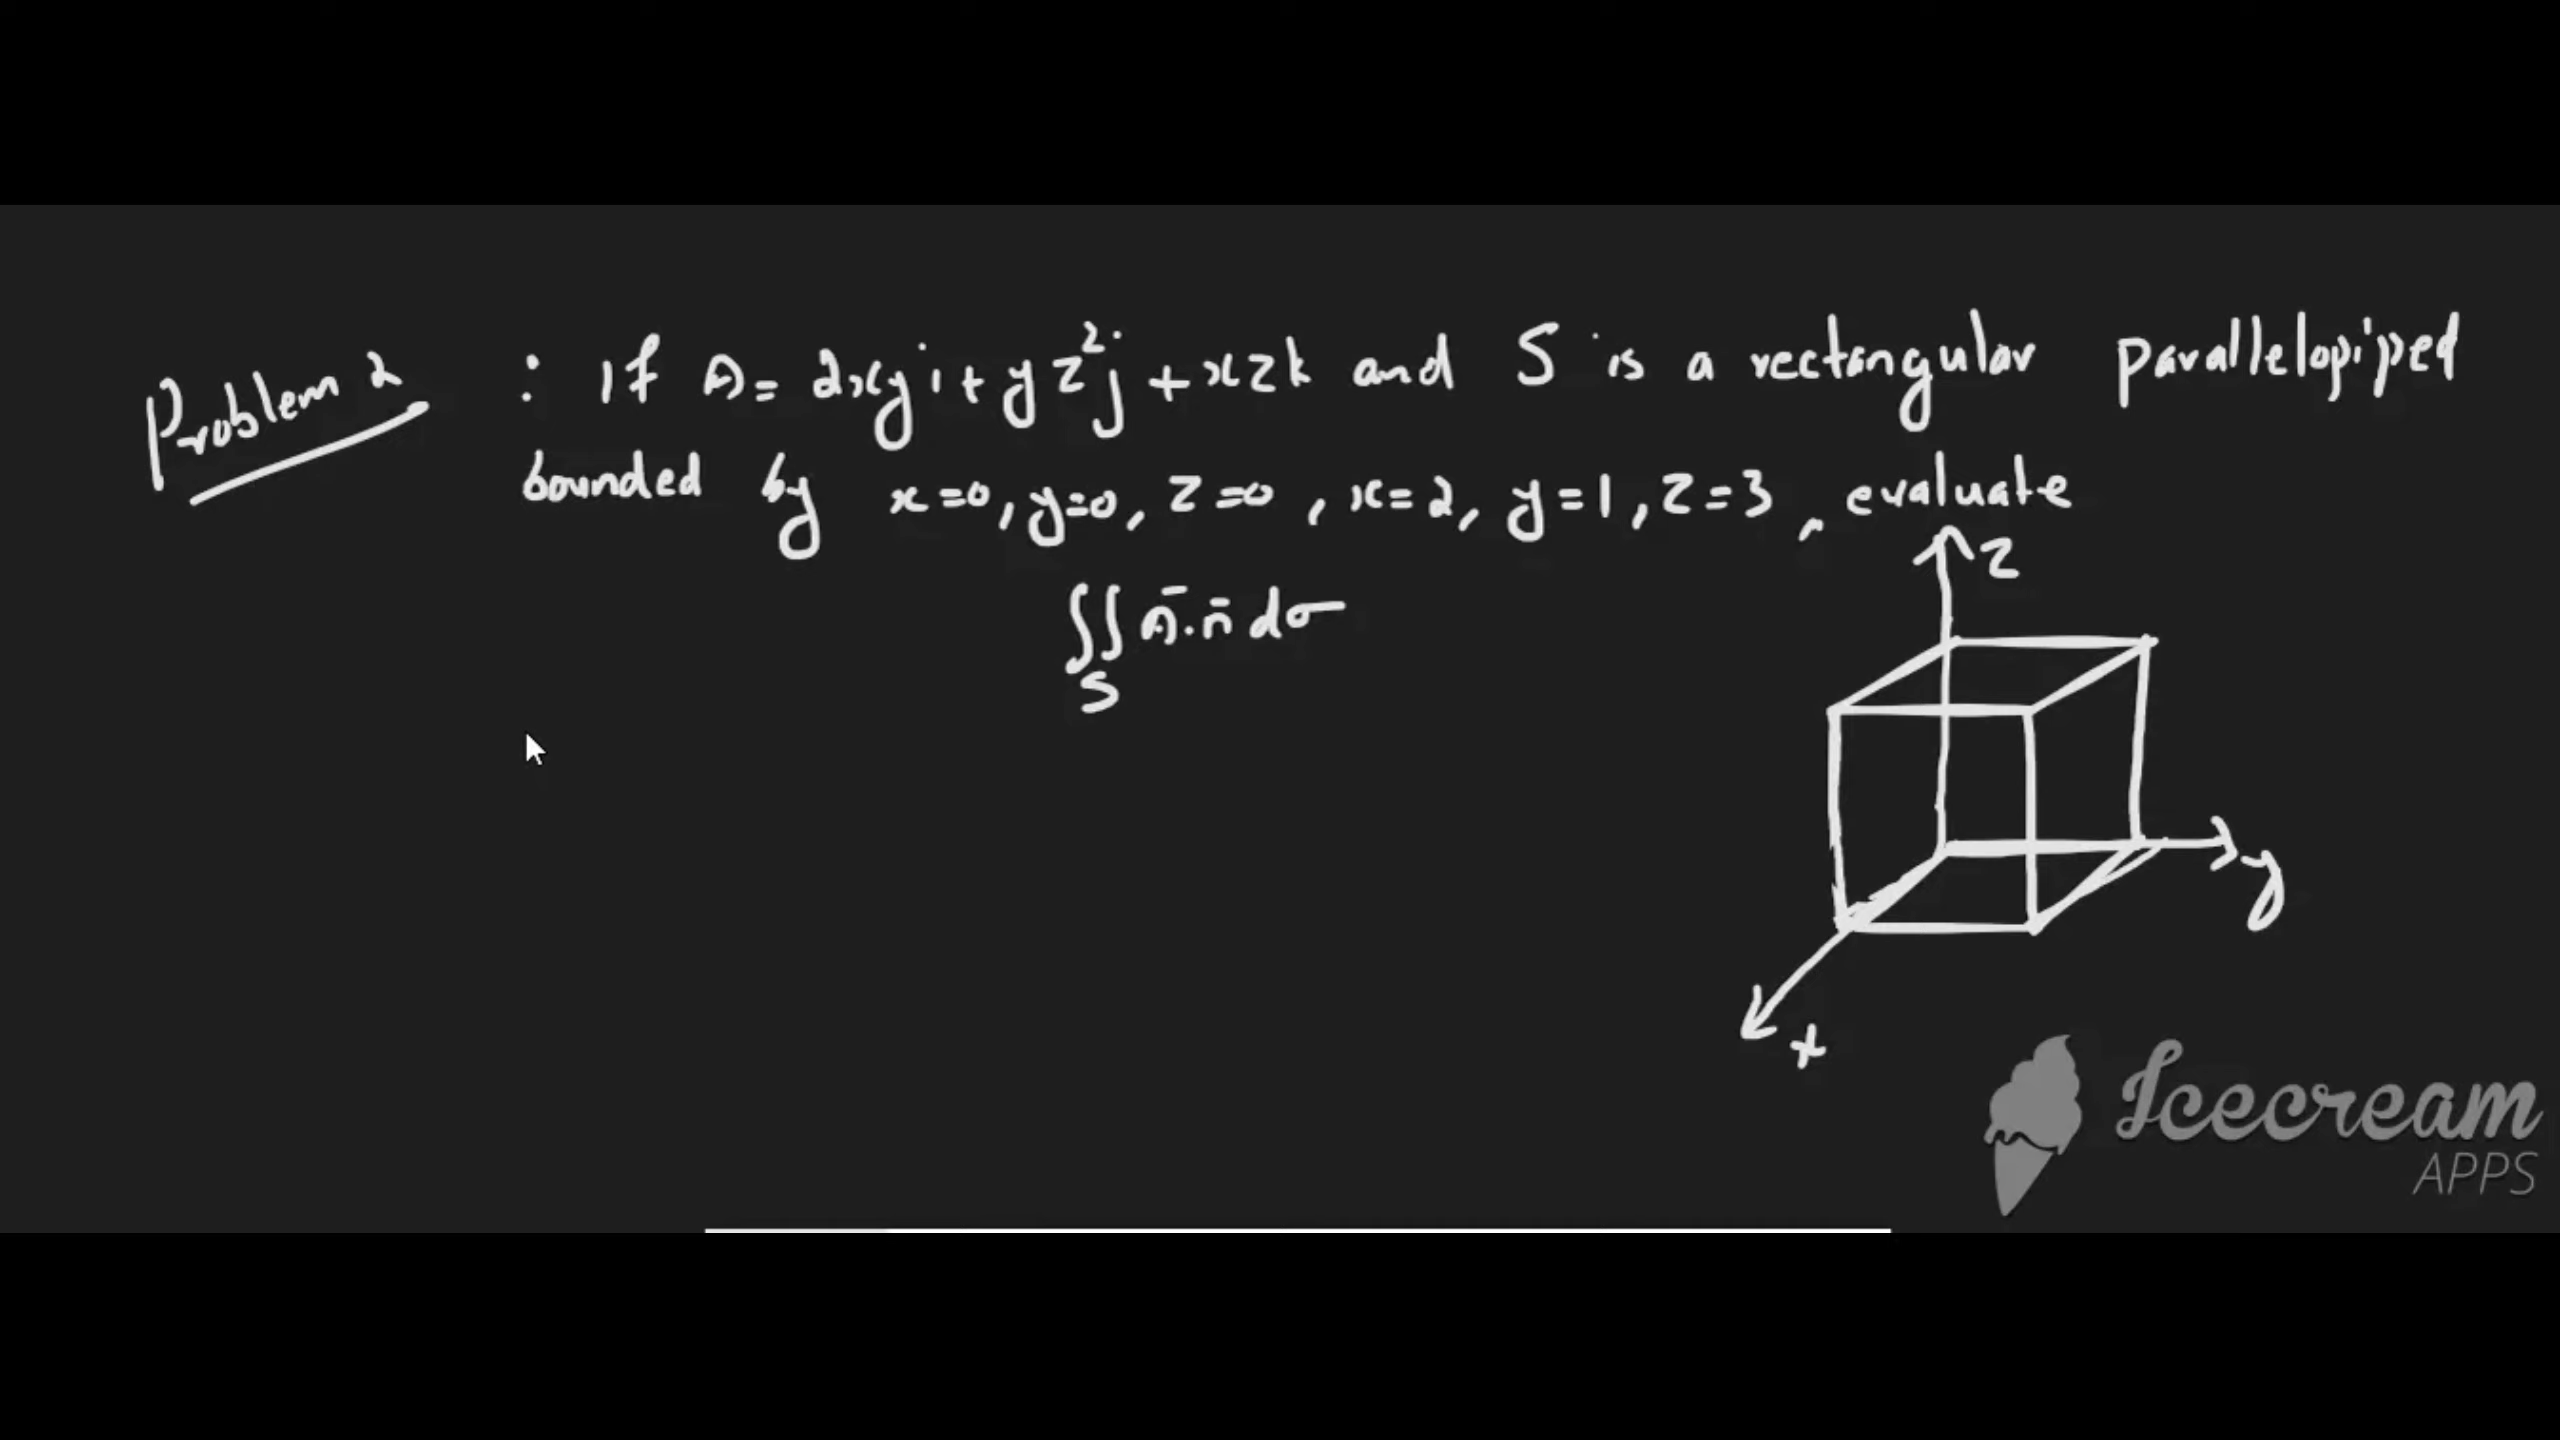 Problem 2 : If A = 2xyi + yz²j + xzk and S is a rectangular parallelopiped
bounded by x=0, y=0, z=0, x=2, y=1, z=3, evaluate
∬ Ā.n̄ dσ
S
z
y
x
Icecream
APPS